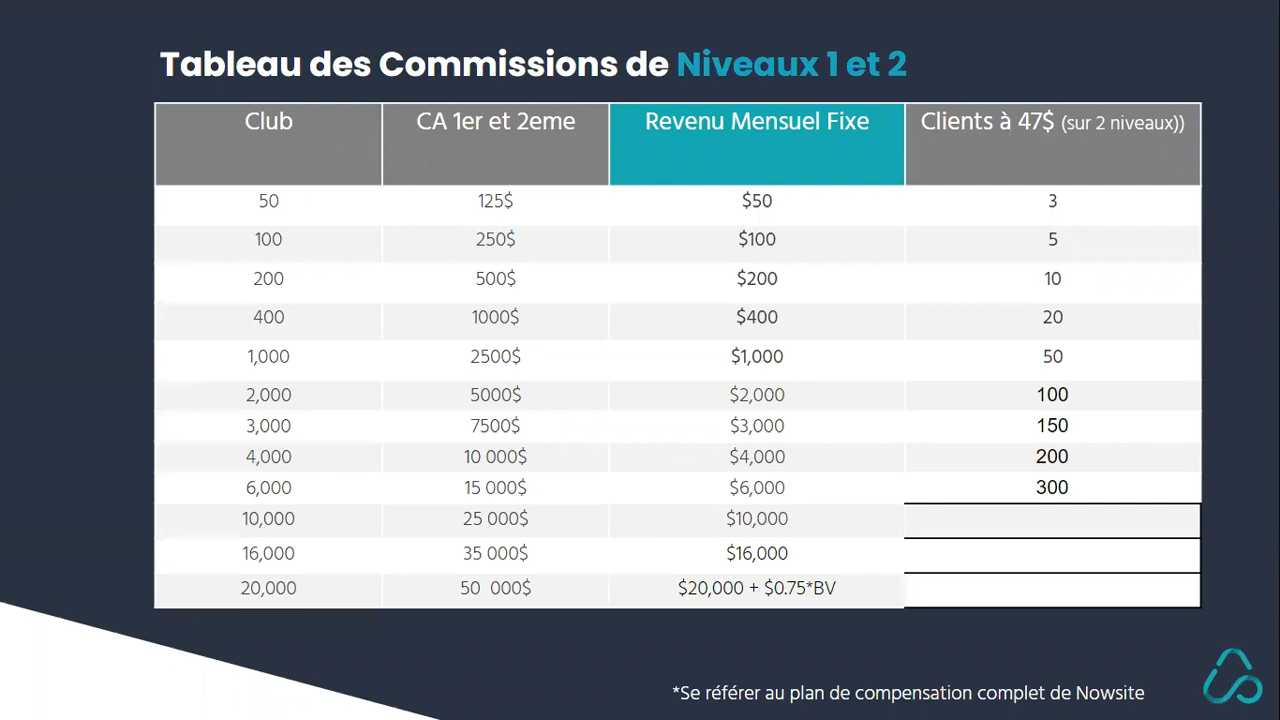 Tableau des Commissions de Niveaux 1 et 2
Club CA 1er et 2eme Revenu Mensuel Fixe Clients à 47$ (sur 2 niveaux))
50 125$ $50 3
100 250$ $100 5
200 500$ $200 10
400 1000$ $400 20
1,000 2500$ $1,000 50
2,000 5000$ $2,000 100
3,000 7500$ $3,000 150
4,000 10 000$ $4,000 200
6,000 15 000$ $6,000 300
10,000 25 000$ $10,000
16,000 35 000$ $16,000
20,000 50 000$ $20,000 + $0.75*BV
*Se référer au plan de compensation complet de Nowsite